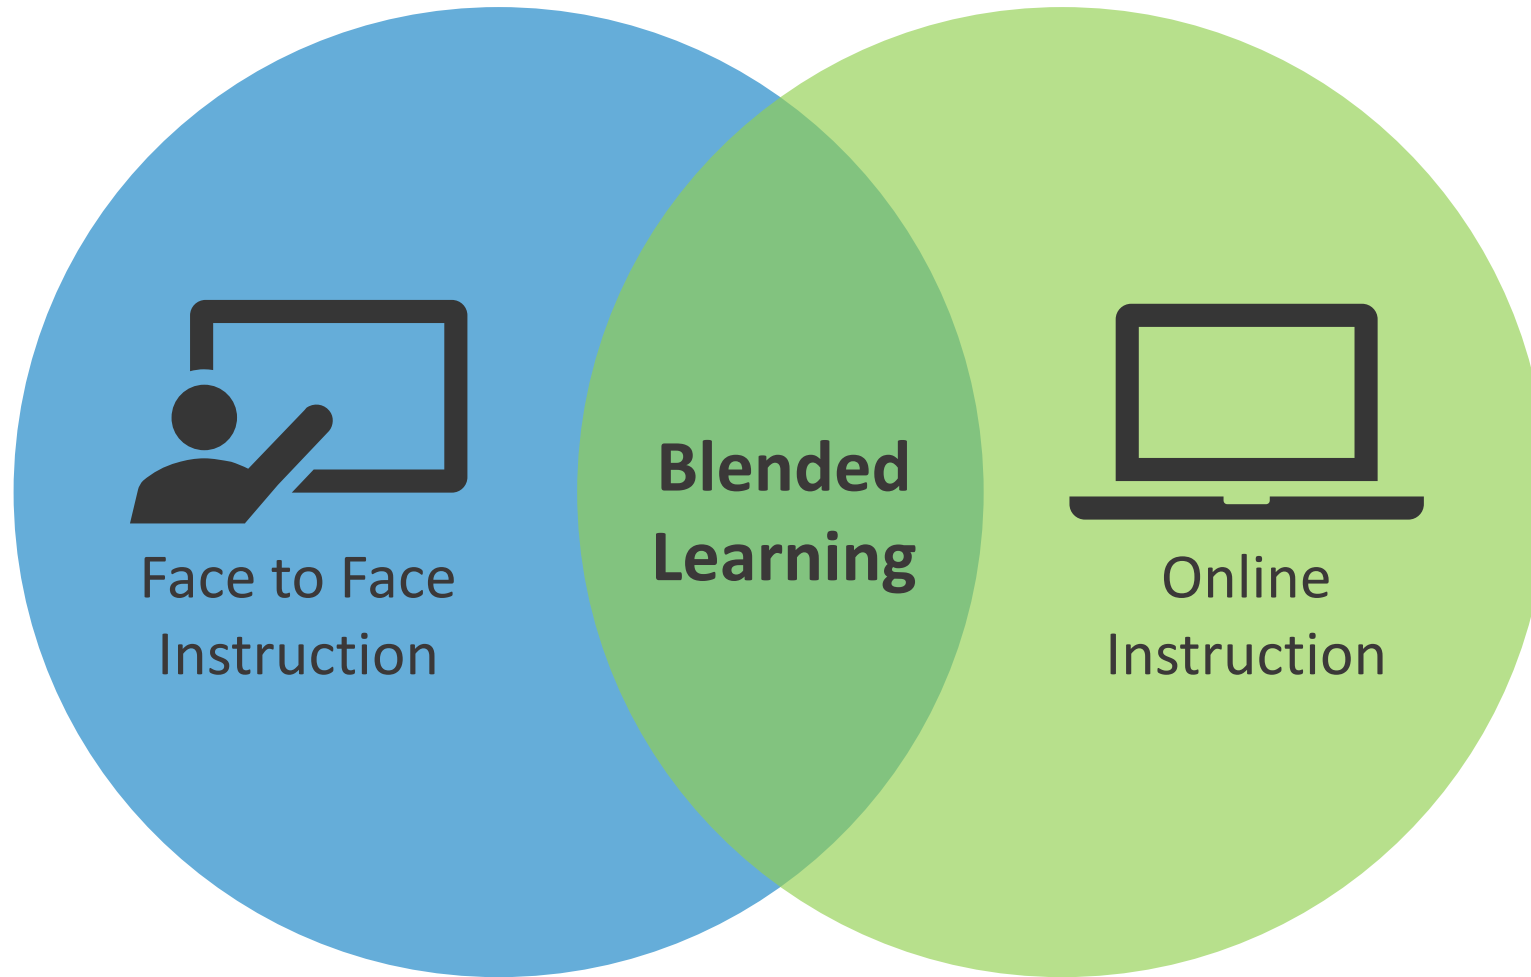 Face to Face
Instruction
Blended
Learning
Online
Instruction